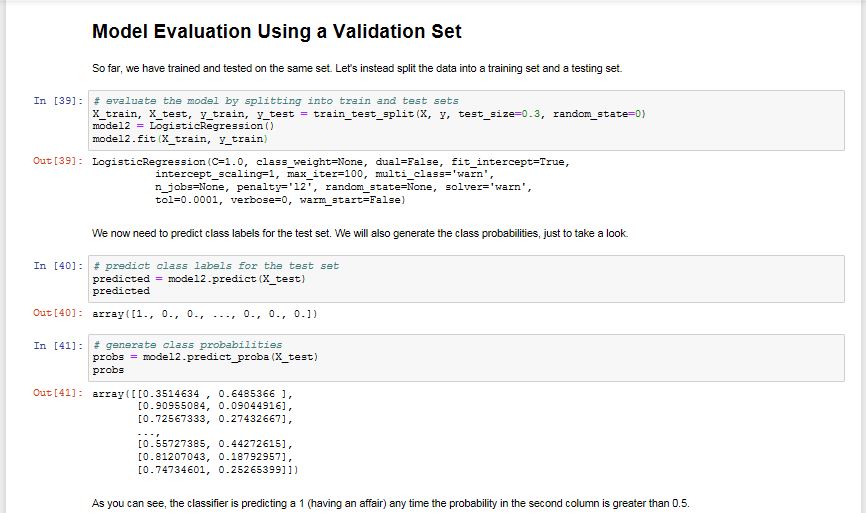 Model Evaluation Using a Validation Set
So far, we have trained and tested on the same set. Let's instead split the data into a training set and a testing set.
In [39]: # evaluate the model by splitting into train and test sets
X_train, X_test, y_train, y_test = train_test_split(X, y, test_size=0.3, random_state=0)
model2 = LogisticRegression()
model2.fit(X_train, y_train)
Out[39]: LogisticRegression(C=1.0, class_weight=None, dual=False, fit_intercept=True,
intercept_scaling=1, max_iter=100, multi_class='warn',
n_jobs=None, penalty='l2', random_state=None, solver='warn',
tol=0.0001, verbose=0, warm_start=False)
We now need to predict class labels for the test set. We will also generate the class probabilities, just to take a look.
In [40]: # predict class labels for the test set
predicted = model2.predict(X_test)
predicted
Out[40]: array([1., 0., 0., ..., 0., 0., 0.])
In [41]: # generate class probabilities
probs = model2.predict_proba(X_test)
probs
Out[41]: array([[0.3514634 , 0.6485366 ],
[0.90955084, 0.09044916],
[0.72567333, 0.27432667],
...,
[0.55727385, 0.44272615],
[0.81207043, 0.18792957],
[0.74734601, 0.25265399]])
As you can see, the classifier is predicting a 1 (having an affair) any time the probability in the second column is greater than 0.5.